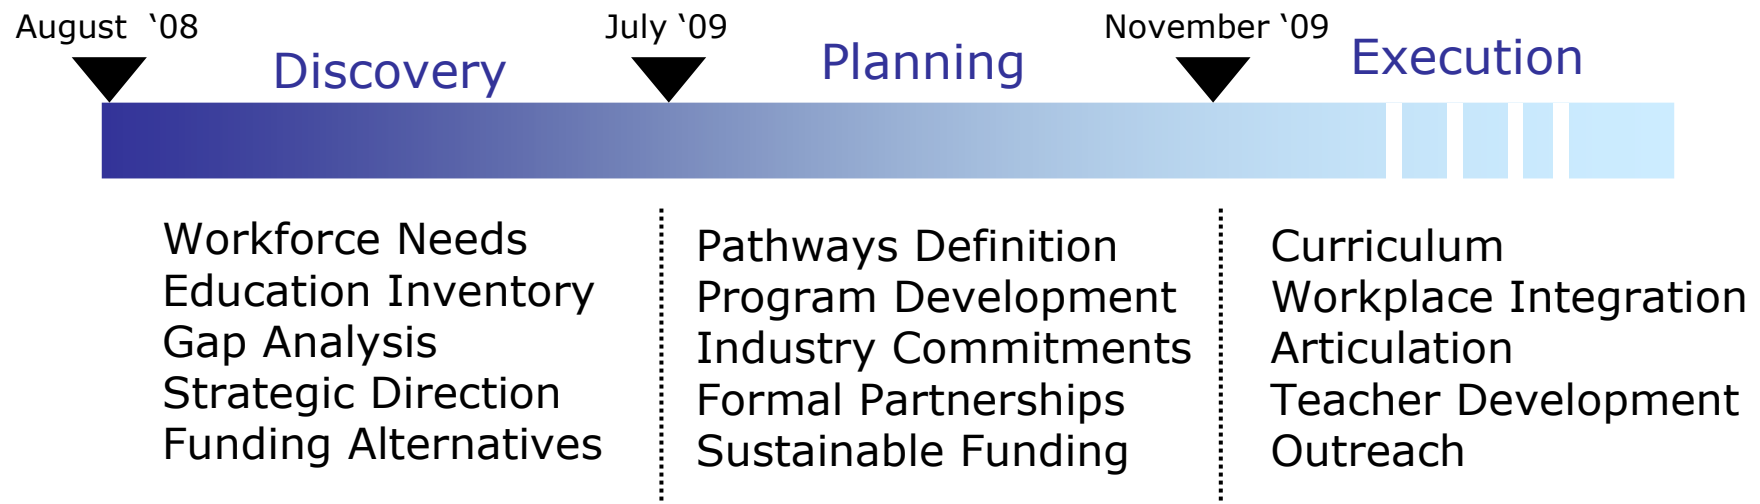 August ‘08
July ‘09
November ‘09
Discovery
Planning
Execution
Workforce Needs
Education Inventory
Gap Analysis
Strategic Direction
Funding Alternatives
Pathways Definition
Program Development
Industry Commitments
Formal Partnerships
Sustainable Funding
Curriculum
Workplace Integration
Articulation
Teacher Development
Outreach